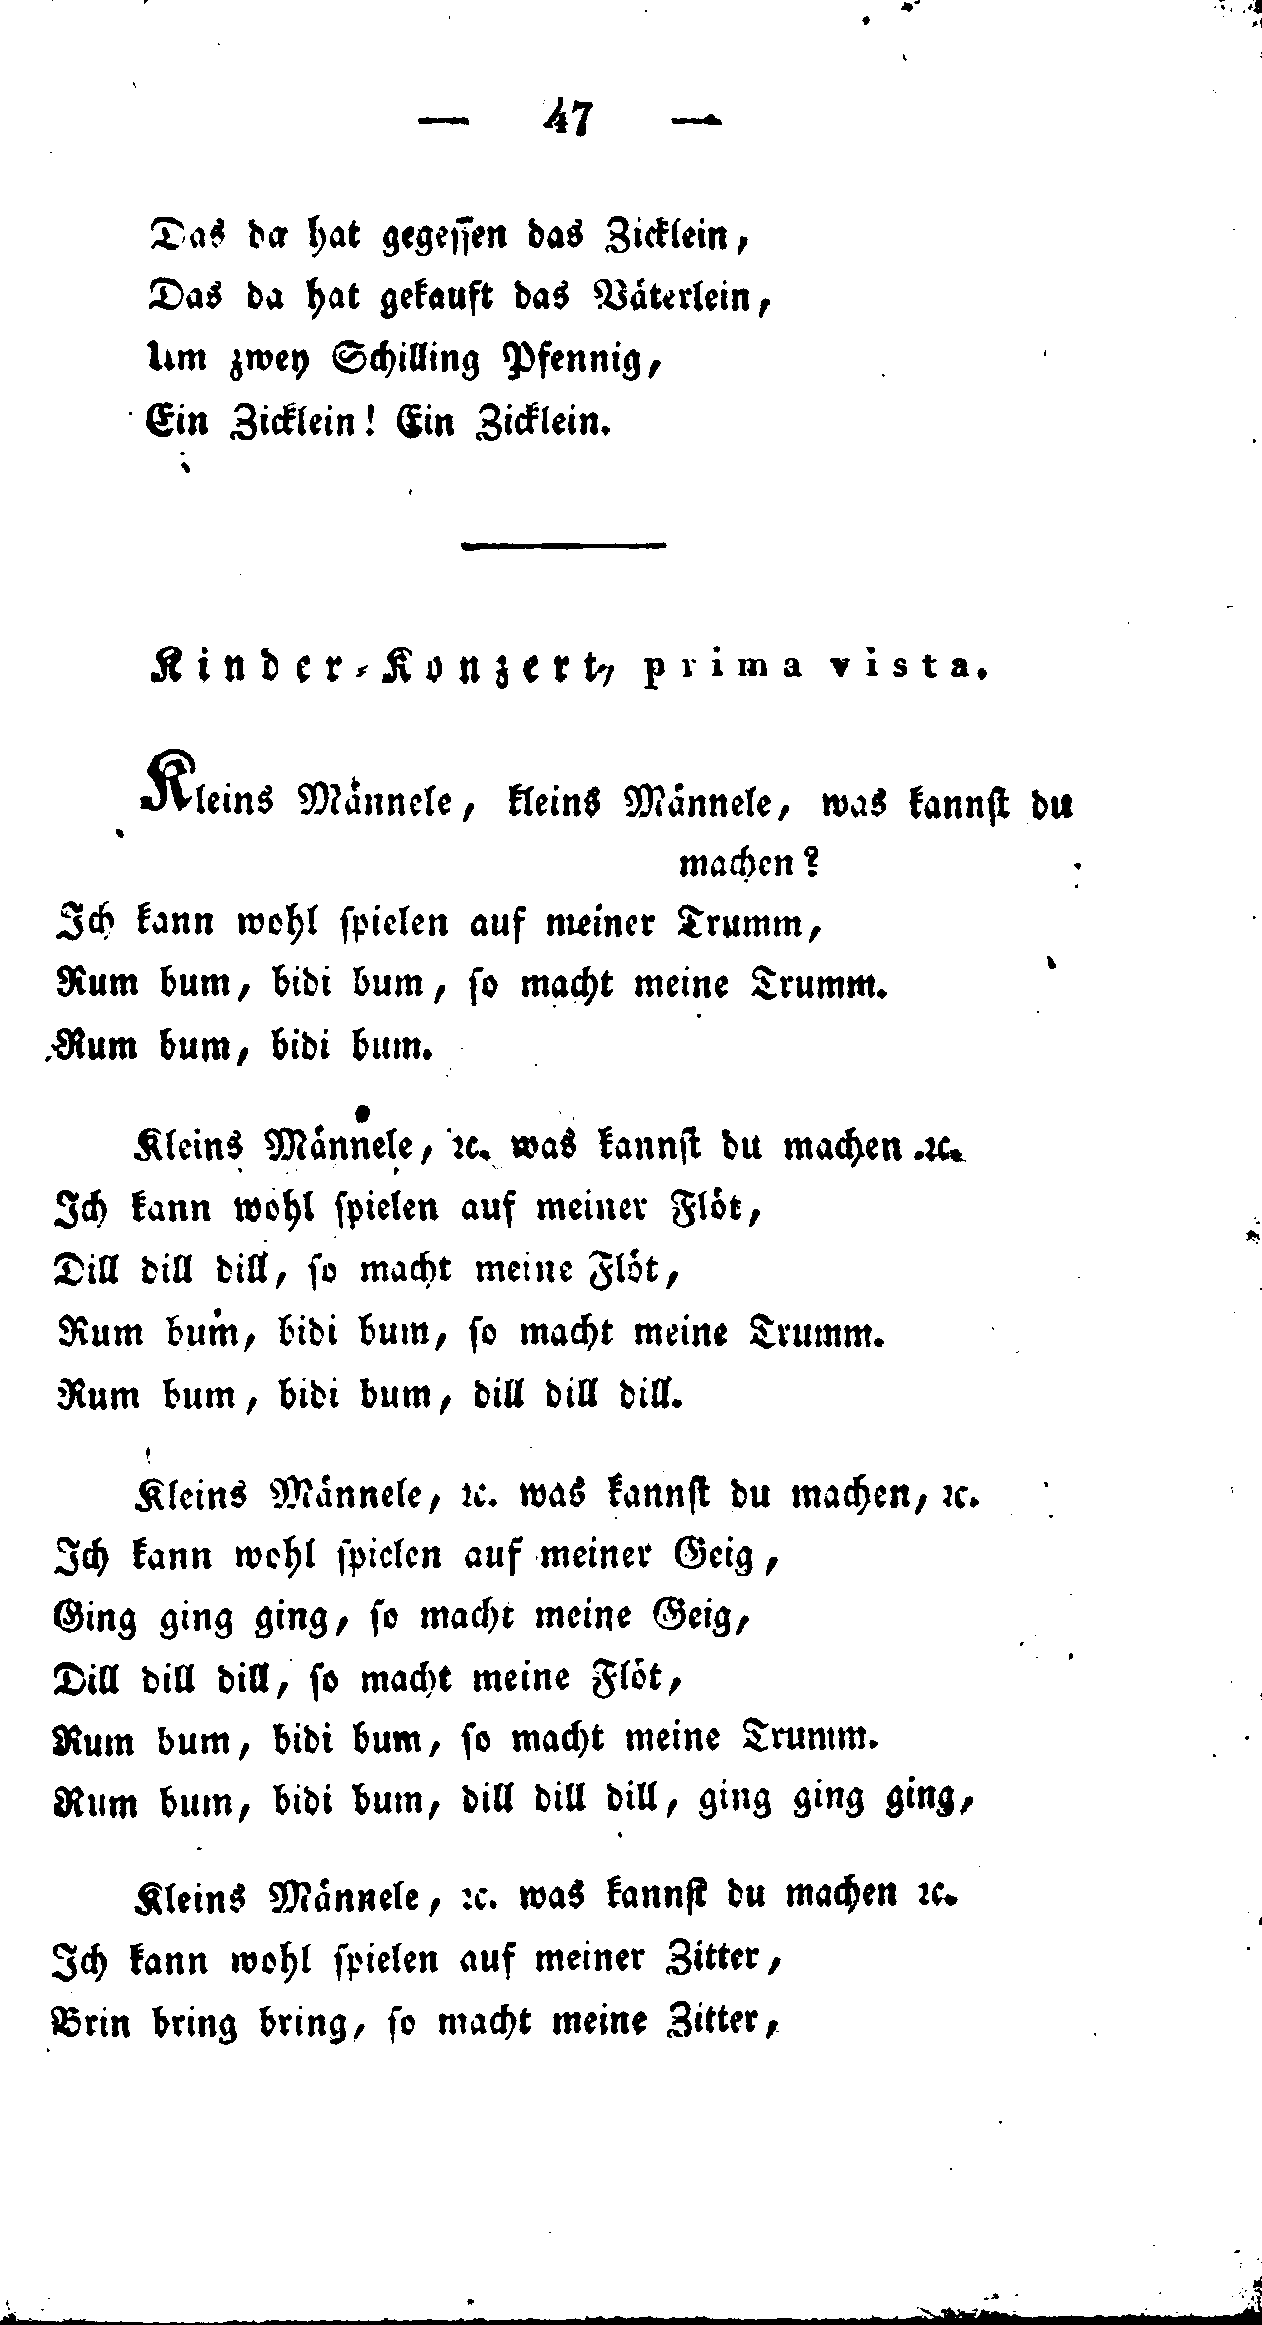 — 47 —
Das da hat gegessen das Zicklein,
Das da hat gekauft das Väterlein,
Um zwey Schilling Pfennig,
Ein Zicklein! Ein Zicklein.
Kinder-Konzert, prima vista.
Kleins Männele, kleins Männele, was kannst du
machen?
Ich kann wohl spielen auf meiner Trumm,
Rum bum, bidi bum, so macht meine Trumm.
Rum bum, bidi bum.
Kleins Männele, ꝛc. was kannst du machen ꝛc.
Ich kann wohl spielen auf meiner Flöt,
Dill dill dill, so macht meine Flöt,
Rum bum, bidi bum, so macht meine Trumm.
Rum bum, bidi bum, dill dill dill.
Kleins Männele, ꝛc. was kannst du machen, ꝛc.
Ich kann wohl spielen auf meiner Geig,
Ging ging ging, so macht meine Geig,
Dill dill dill, so macht meine Flöt,
Rum bum, bidi bum, so macht meine Trumm.
Rum bum, bidi bum, dill dill dill, ging ging ging,
Kleins Männele, ꝛc. was kannst du machen ꝛc.
Ich kann wohl spielen auf meiner Zitter,
Brin bring bring, so macht meine Zitter,